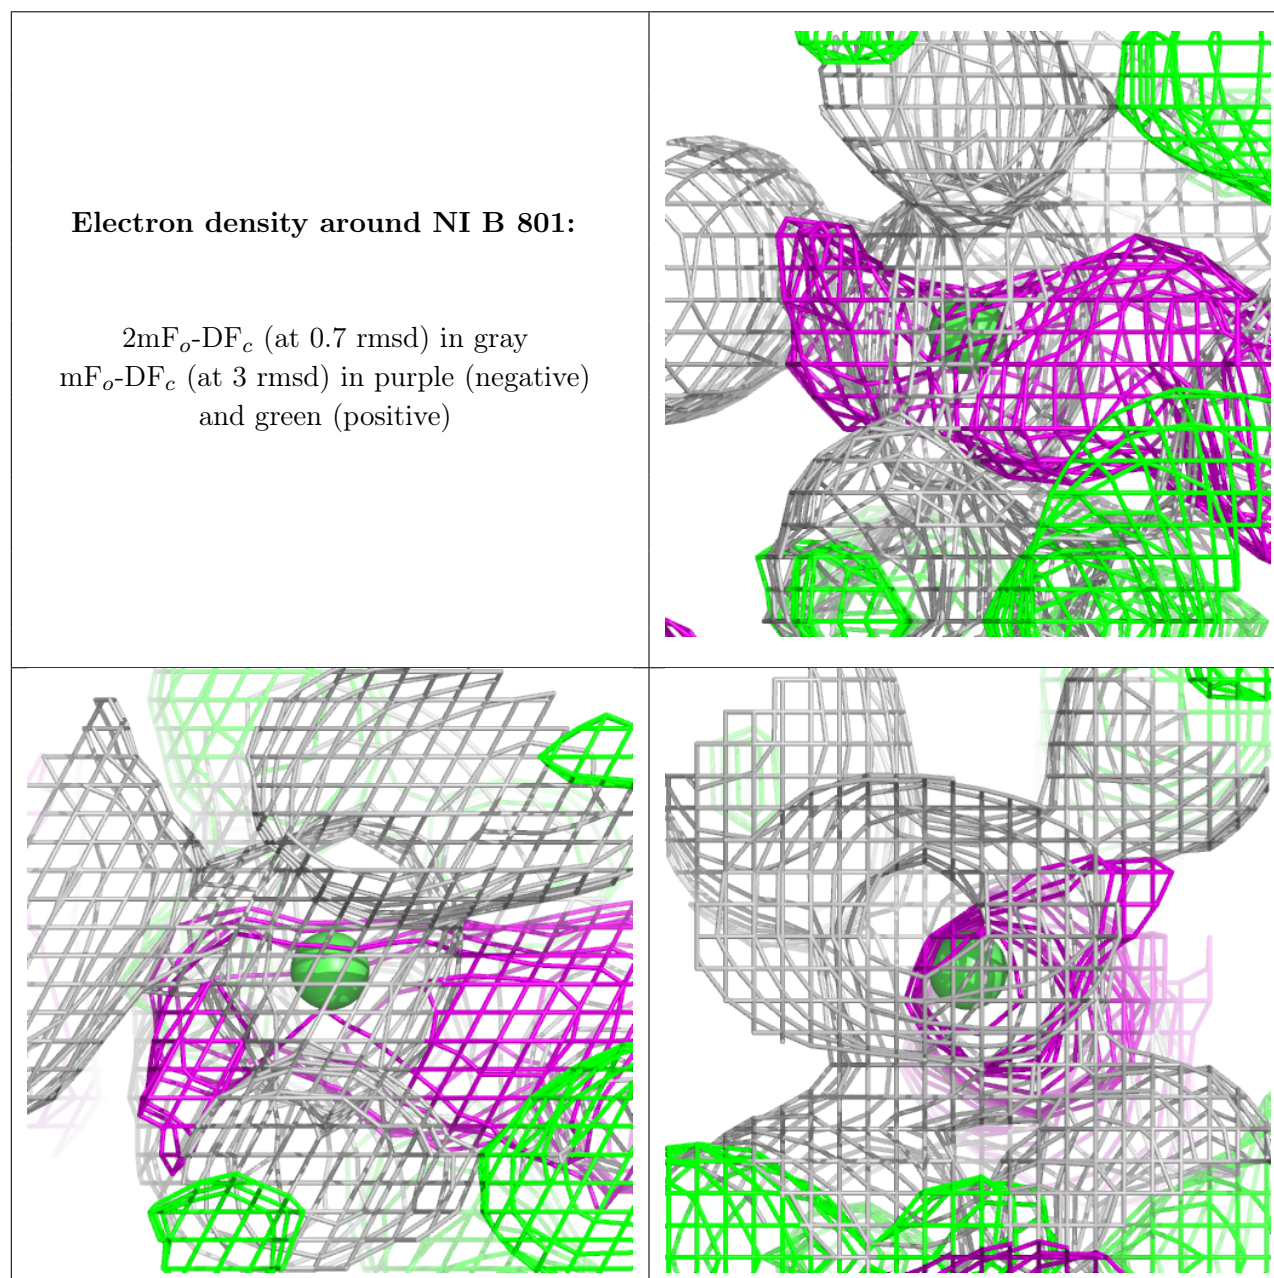 Electron density around NI B 801:
2mFo-DFc (at 0.7 rmsd) in gray
mFo-DFc (at 3 rmsd) in purple (negative)
and green (positive)